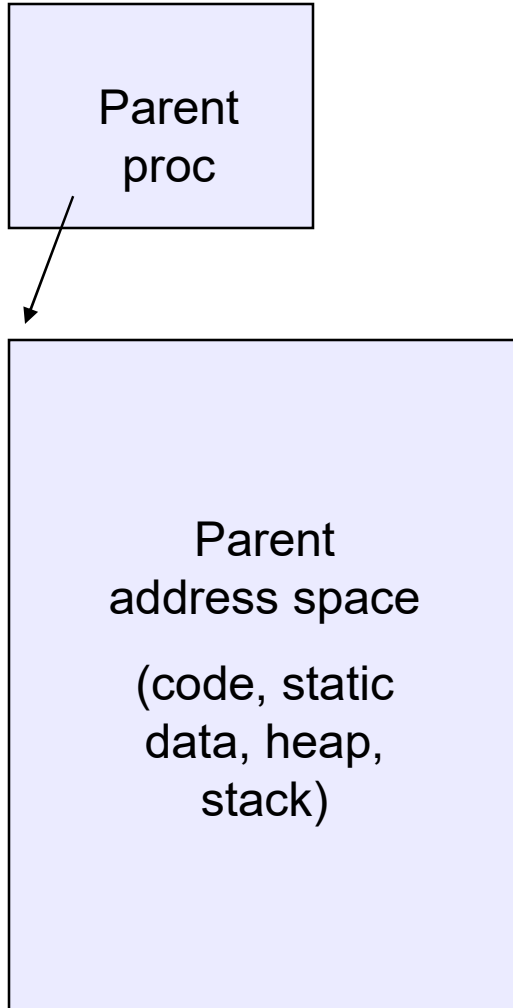 Parent
proc
Parent
address space
(code, static
data, heap,
stack)